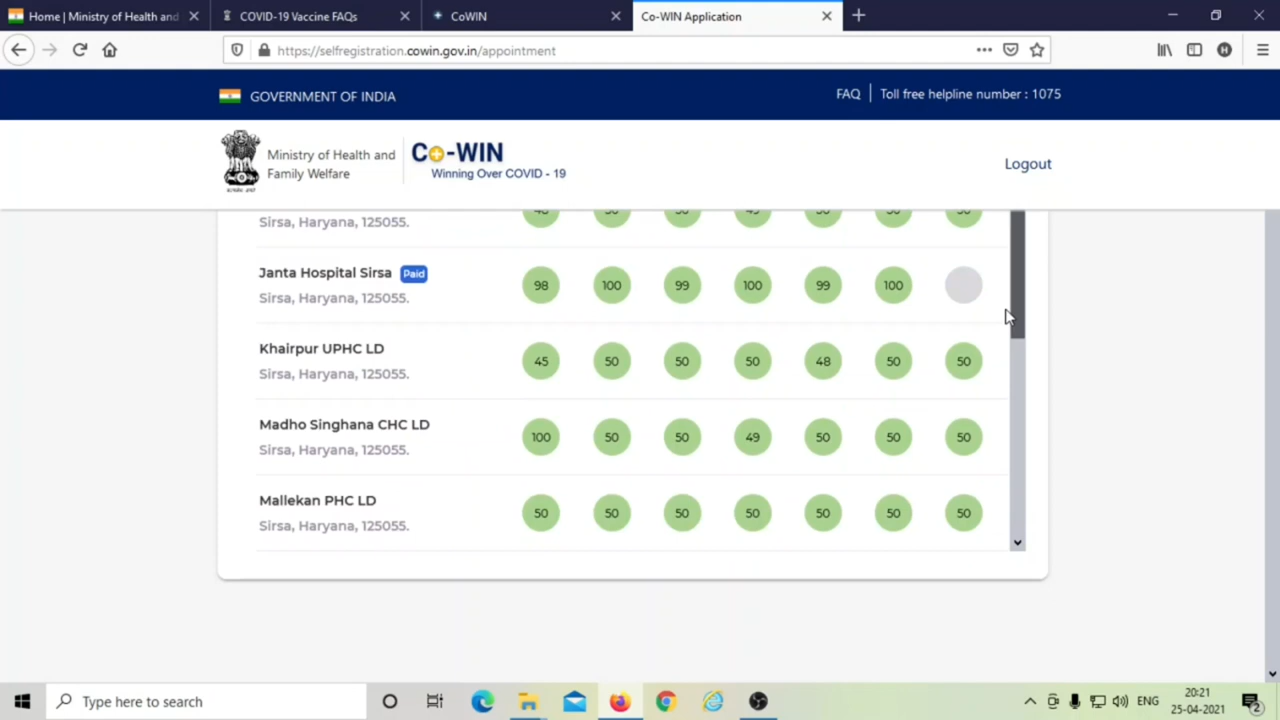 Home | Ministry of Health and
COVID-19 Vaccine FAQs
CoWIN
Co-WIN Application
https://selfregistration.cowin.gov.in/appointment
H
GOVERNMENT OF INDIA
FAQ
Toll free helpline number : 1075
Ministry of Health and
Family Welfare
Co-WIN
Winning Over COVID - 19
Logout
Sirsa, Haryana, 125055.
Janta Hospital Sirsa Paid
Sirsa, Haryana, 125055.
98 100 99 100 99 100
Khairpur UPHC LD
Sirsa, Haryana, 125055.
45 50 50 50 48 50 50
Madho Singhana CHC LD
Sirsa, Haryana, 125055.
100 50 50 49 50 50 50
Mallekan PHC LD
Sirsa, Haryana, 125055.
50 50 50 50 50 50 50
Type here to search
ENG
20:21
25-04-2021
2